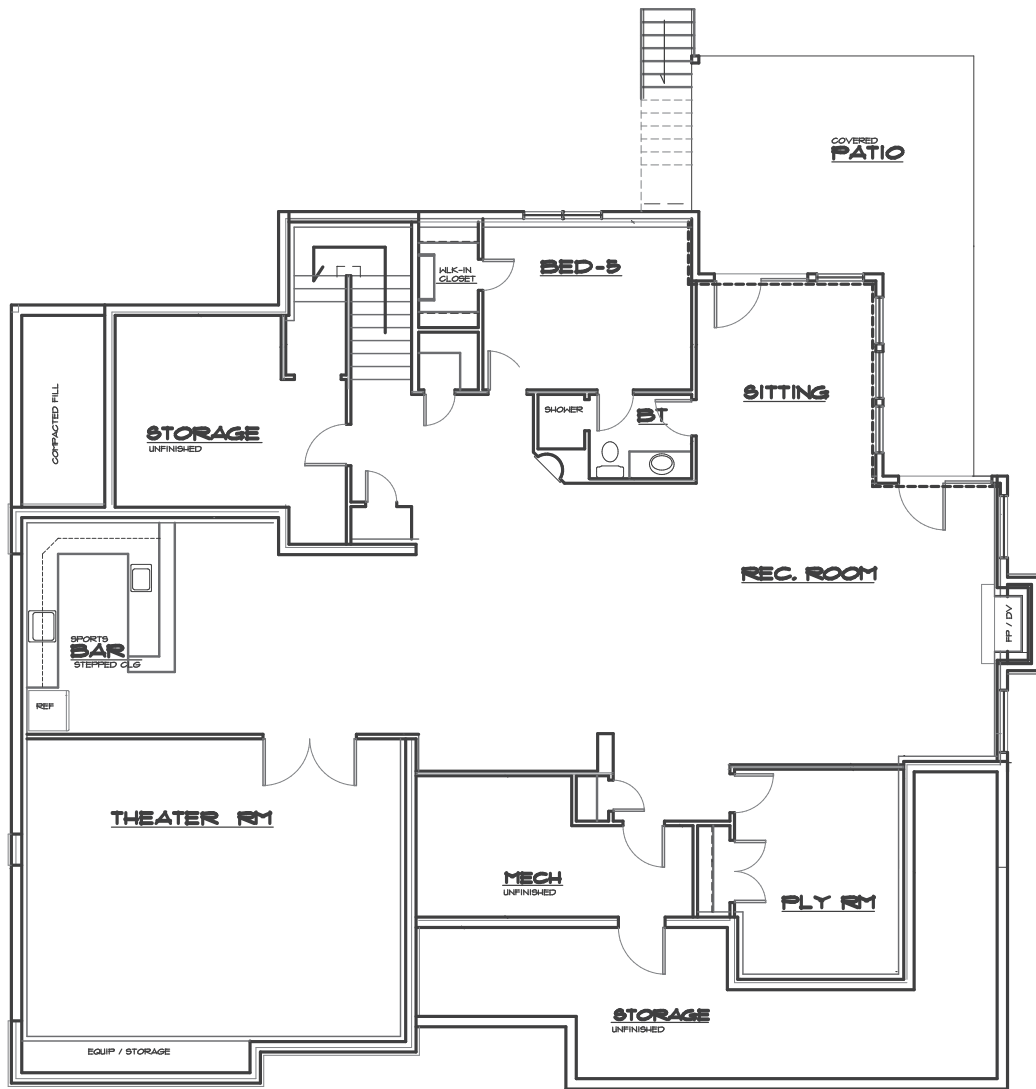 COVERED
PATIO
WLK-IN
CLOSET
BED-5
SITTING
COMPACTED FILL
STORAGE
UNFINISHED
SHOWER
BT
REC. ROOM
FP / DV
SPORTS
BAR
STEPPED CLG
REF
THEATER RM
MECH
UNFINISHED
PLY RM
STORAGE
UNFINISHED
EQUIP / STORAGE